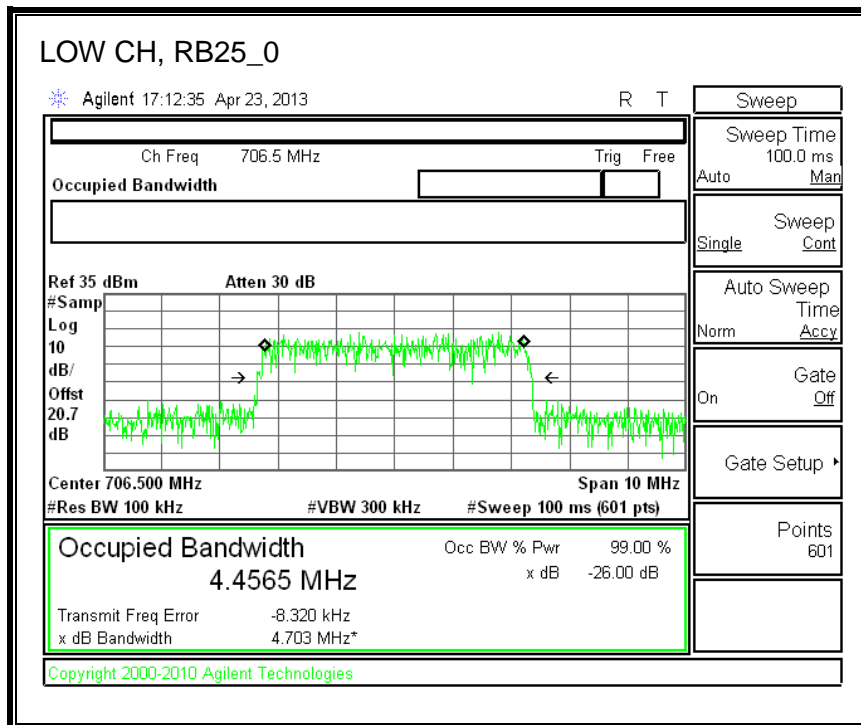 LOW CH, RB25_0
Agilent 17:12:35 Apr 23, 2013 R T
Ch Freq 706.5 MHz Trig Free
Occupied Bandwidth
Ref 35 dBm Atten 30 dB
#Samp
Log
10
dB/
Offst
20.7
dB
Center 706.500 MHz Span 10 MHz
#Res BW 100 kHz #VBW 300 kHz #Sweep 100 ms (601 pts)
Occupied Bandwidth Occ BW % Pwr 99.00 %
4.4565 MHz x dB -26.00 dB
Transmit Freq Error -8.320 kHz
x dB Bandwidth 4.703 MHz*
Copyright 2000-2010 Agilent Technologies
Sweep
Sweep Time
100.0 ms
Auto Man
Sweep
Single Cont
Auto Sweep
Time
Norm Accy
Gate
On Off
Gate Setup
Points
601